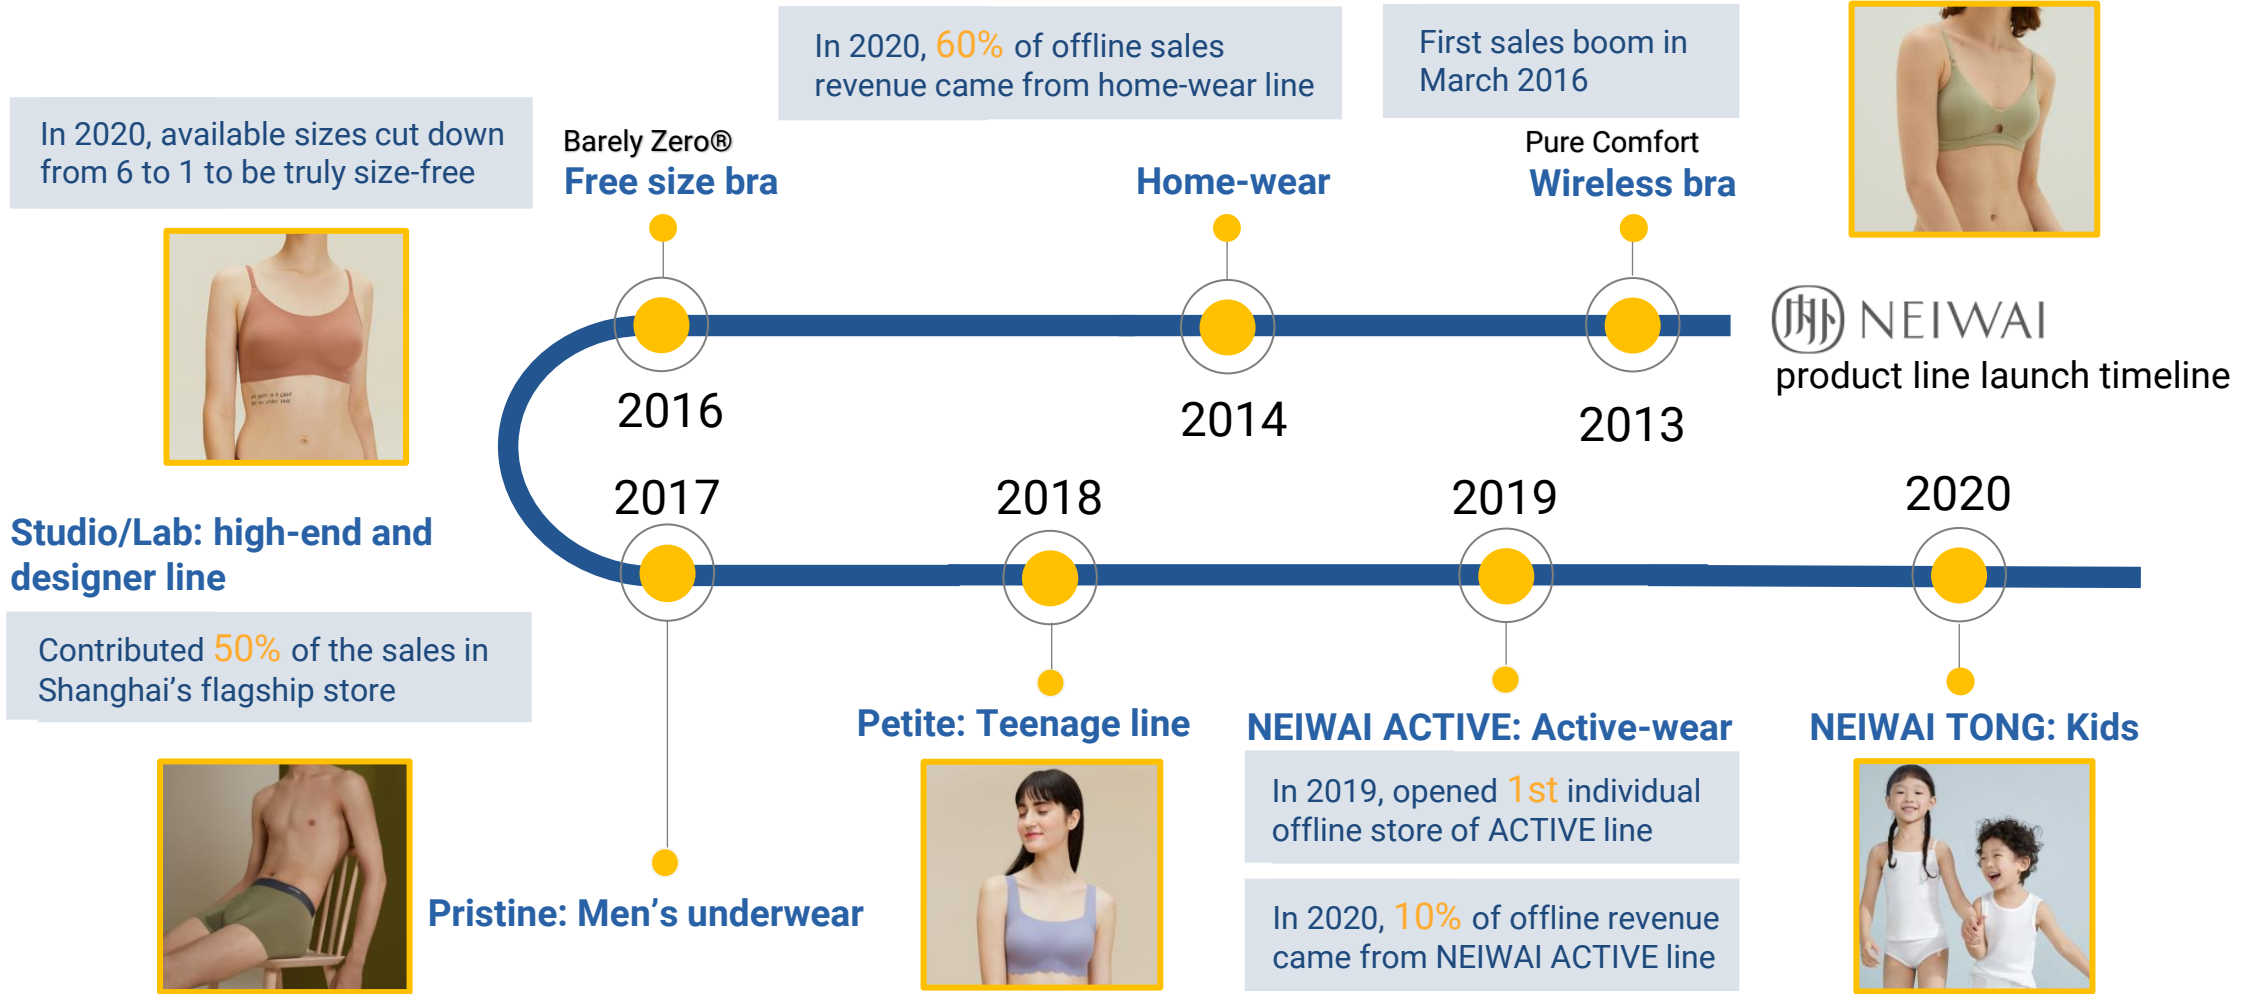 In 2020, 60% of offline sales
revenue came from home-wear line
First sales boom in
March 2016
In 2020, available sizes cut down
from 6 to 1 to be truly size-free
Barely Zero®
Free size bra
Home-wear
Pure Comfort
Wireless bra
NEIWAI
product line launch timeline
2016
2014
2013
2017
2018
2019
2020
Studio/Lab: high-end and
designer line
Contributed 50% of the sales in
Shanghai's flagship store
Pristine: Men's underwear
Petite: Teenage line
NEIWAI ACTIVE: Active-wear
In 2019, opened 1st individual
offline store of ACTIVE line
In 2020, 10% of offline revenue
came from NEIWAI ACTIVE line
NEIWAI TONG: Kids